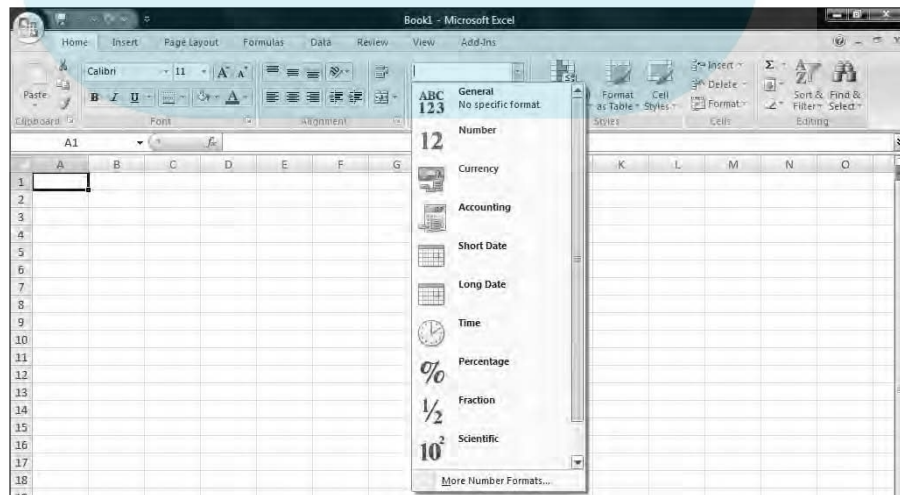 Book1 - Microsoft Excel
Home Insert Page Layout Formulas Data Review View Add-Ins
Calibri 11 A A Insert Σ A Z
Paste B I U A Format as Table Cell Styles Delete Format Sort & Filter Find & Select
Clipboard Font Alignment Styles Cells Editing
A1 fx
A B C D E F G K L M N O
1
2
3
4
5
6
7
8
9
10
11
12
13
14
15
16
17
18
ABC 123 General
No specific format
12 Number
Currency
Accounting
Short Date
Long Date
Time
% Percentage
1/2 Fraction
10² Scientific
More Number Formats...